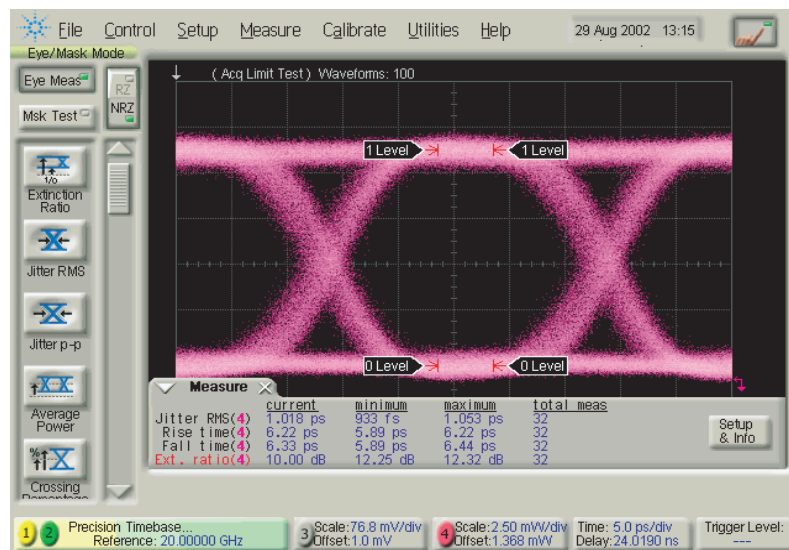 File Control Setup Measure Calibrate Utilities Help 29 Aug 2002 13:15
Eye/Mask Mode
Eye Meas
RZ
NRZ
Msk Test
( Acq Limit Test ) Waveforms: 100
1 Level 1 Level
1/0
Extinction
Ratio
Jitter RMS
Jitter p-p
Average
Power
%
Crossing
0 Level 0 Level
Measure
current minimum maximum total meas
Jitter RMS(4) 1.018 ps 933 fs 1.053 ps 32
Rise time(4) 6.22 ps 5.89 ps 6.22 ps 32
Fall time(4) 6.33 ps 5.89 ps 6.44 ps 32
Ext. ratio(4) 10.00 dB 12.25 dB 12.32 dB 32
Setup
& Info
1 2 Precision Timebase...
Reference: 20.00000 GHz
3 Scale:76.8 mV/div
Offset:1.0 mV
4 Scale:2.50 mW/div
Offset:1.368 mW
Time: 5.0 ps/div
Delay:24.0190 ns
Trigger Level:
---